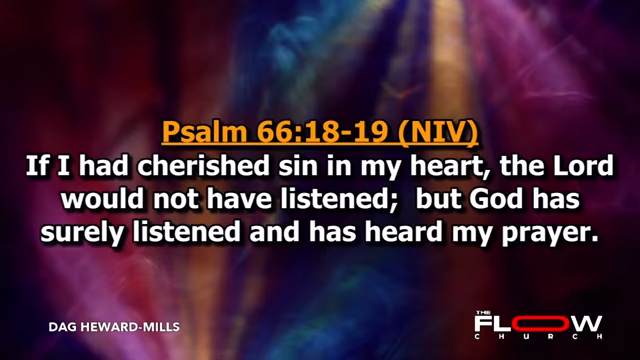 Psalm 66:18-19 (NIV)
If I had cherished sin in my heart, the Lord
would not have listened;  but God has
surely listened and has heard my prayer.
DAG HEWARD-MILLS
THE
FLOW
CHURCH